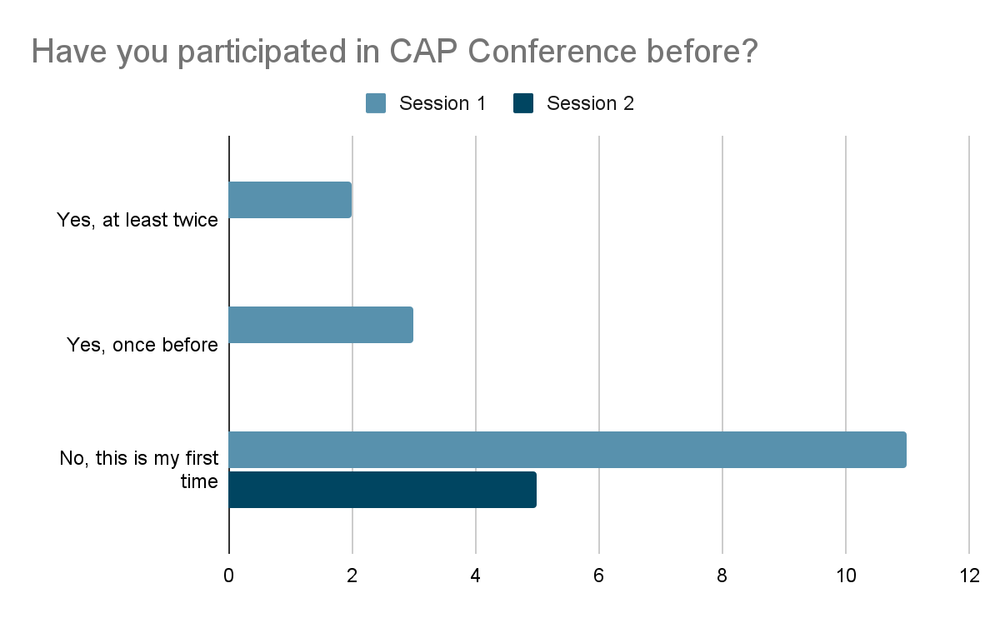 Have you participated in CAP Conference before?
Session 1 Session 2
Yes, at least twice
Yes, once before
No, this is my first
time
0 2 4 6 8 10 12